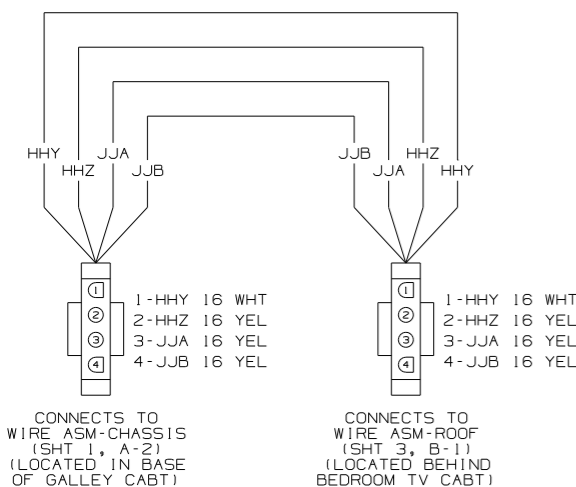 HHY
HHZ
JJA
JJB
JJB
JJA
HHZ
HHY
1
2
3
4
1-HHY 16 WHT
2-HHZ 16 YEL
3-JJA 16 YEL
4-JJB 16 YEL
CONNECTS TO
WIRE ASM-CHASSIS
(SHT 1, A-2)
(LOCATED IN BASE
OF GALLEY CABT)
1
2
3
4
1-HHY 16 WHT
2-HHZ 16 YEL
3-JJA 16 YEL
4-JJB 16 YEL
CONNECTS TO
WIRE ASM-ROOF
(SHT 3, B-1)
(LOCATED BEHIND
BEDROOM TV CABT)